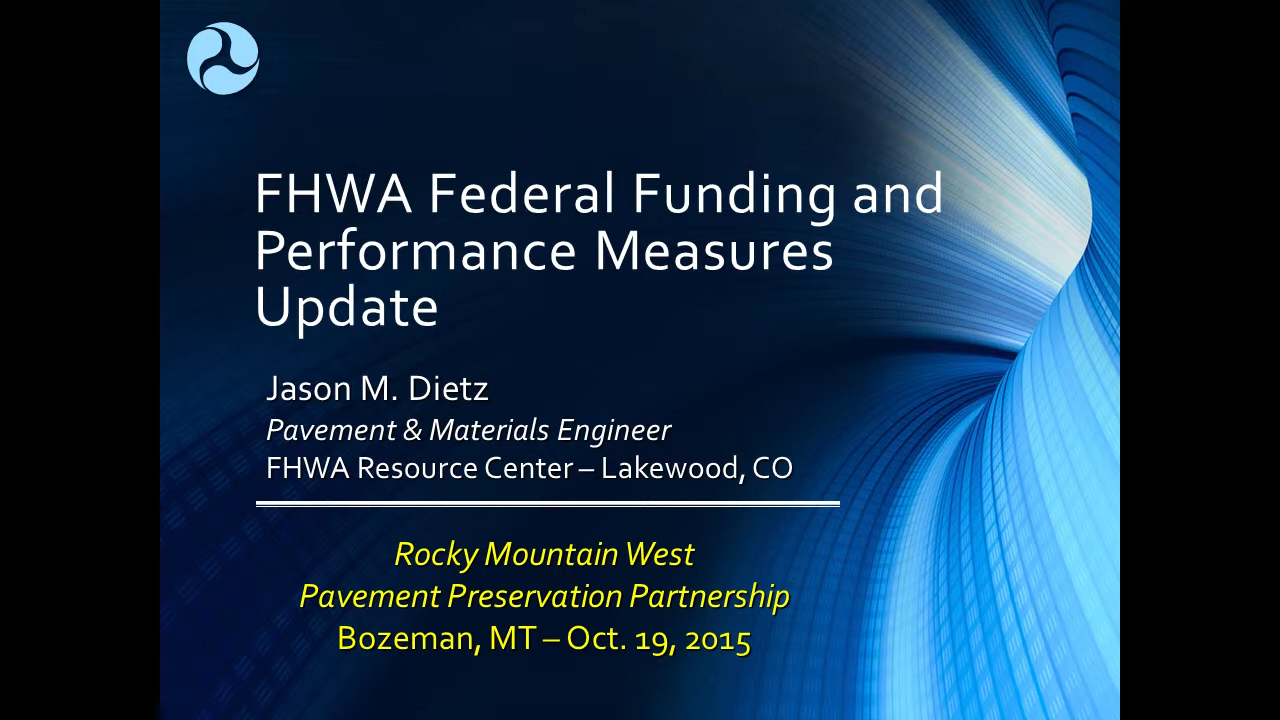 FHWA Federal Funding and
Performance Measures
Update
Jason M. Dietz
Pavement & Materials Engineer
FHWA Resource Center – Lakewood, CO
Rocky Mountain West
Pavement Preservation Partnership
Bozeman, MT – Oct. 19, 2015